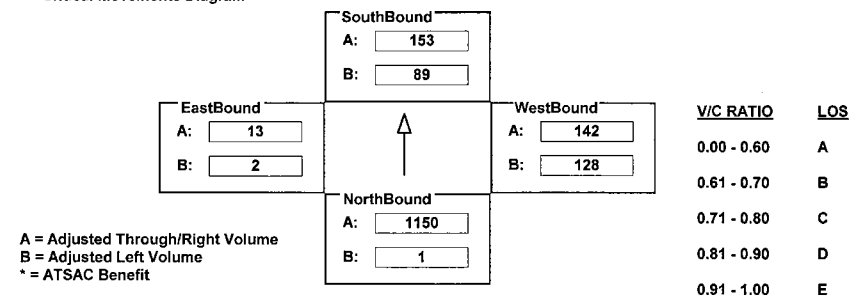 SouthBound
A: 153
B: 89
EastBound
A: 13
B: 2
WestBound
A: 142
B: 128
NorthBound
A: 1150
B: 1
A = Adjusted Through/Right Volume
B = Adjusted Left Volume
* = ATSAC Benefit
V/C RATIO LOS
0.00 - 0.60 A
0.61 - 0.70 B
0.71 - 0.80 C
0.81 - 0.90 D
0.91 - 1.00 E